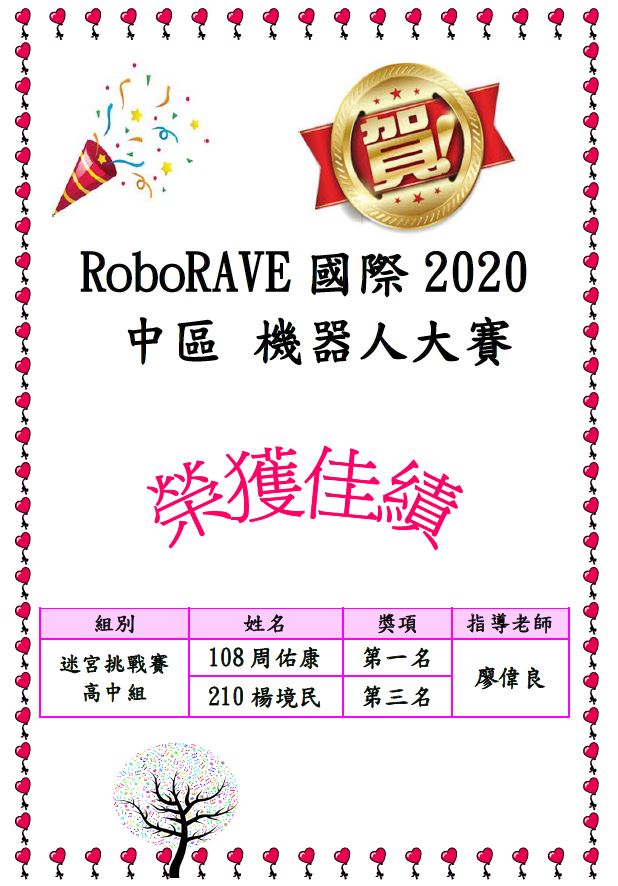 賀!
RoboRAVE 國際 2020
中區 機器人大賽
榮獲佳績
組別 姓名 獎項 指導老師
迷宮挑戰賽
高中組
108 周佑康 第一名
210 楊境民 第三名
廖偉良